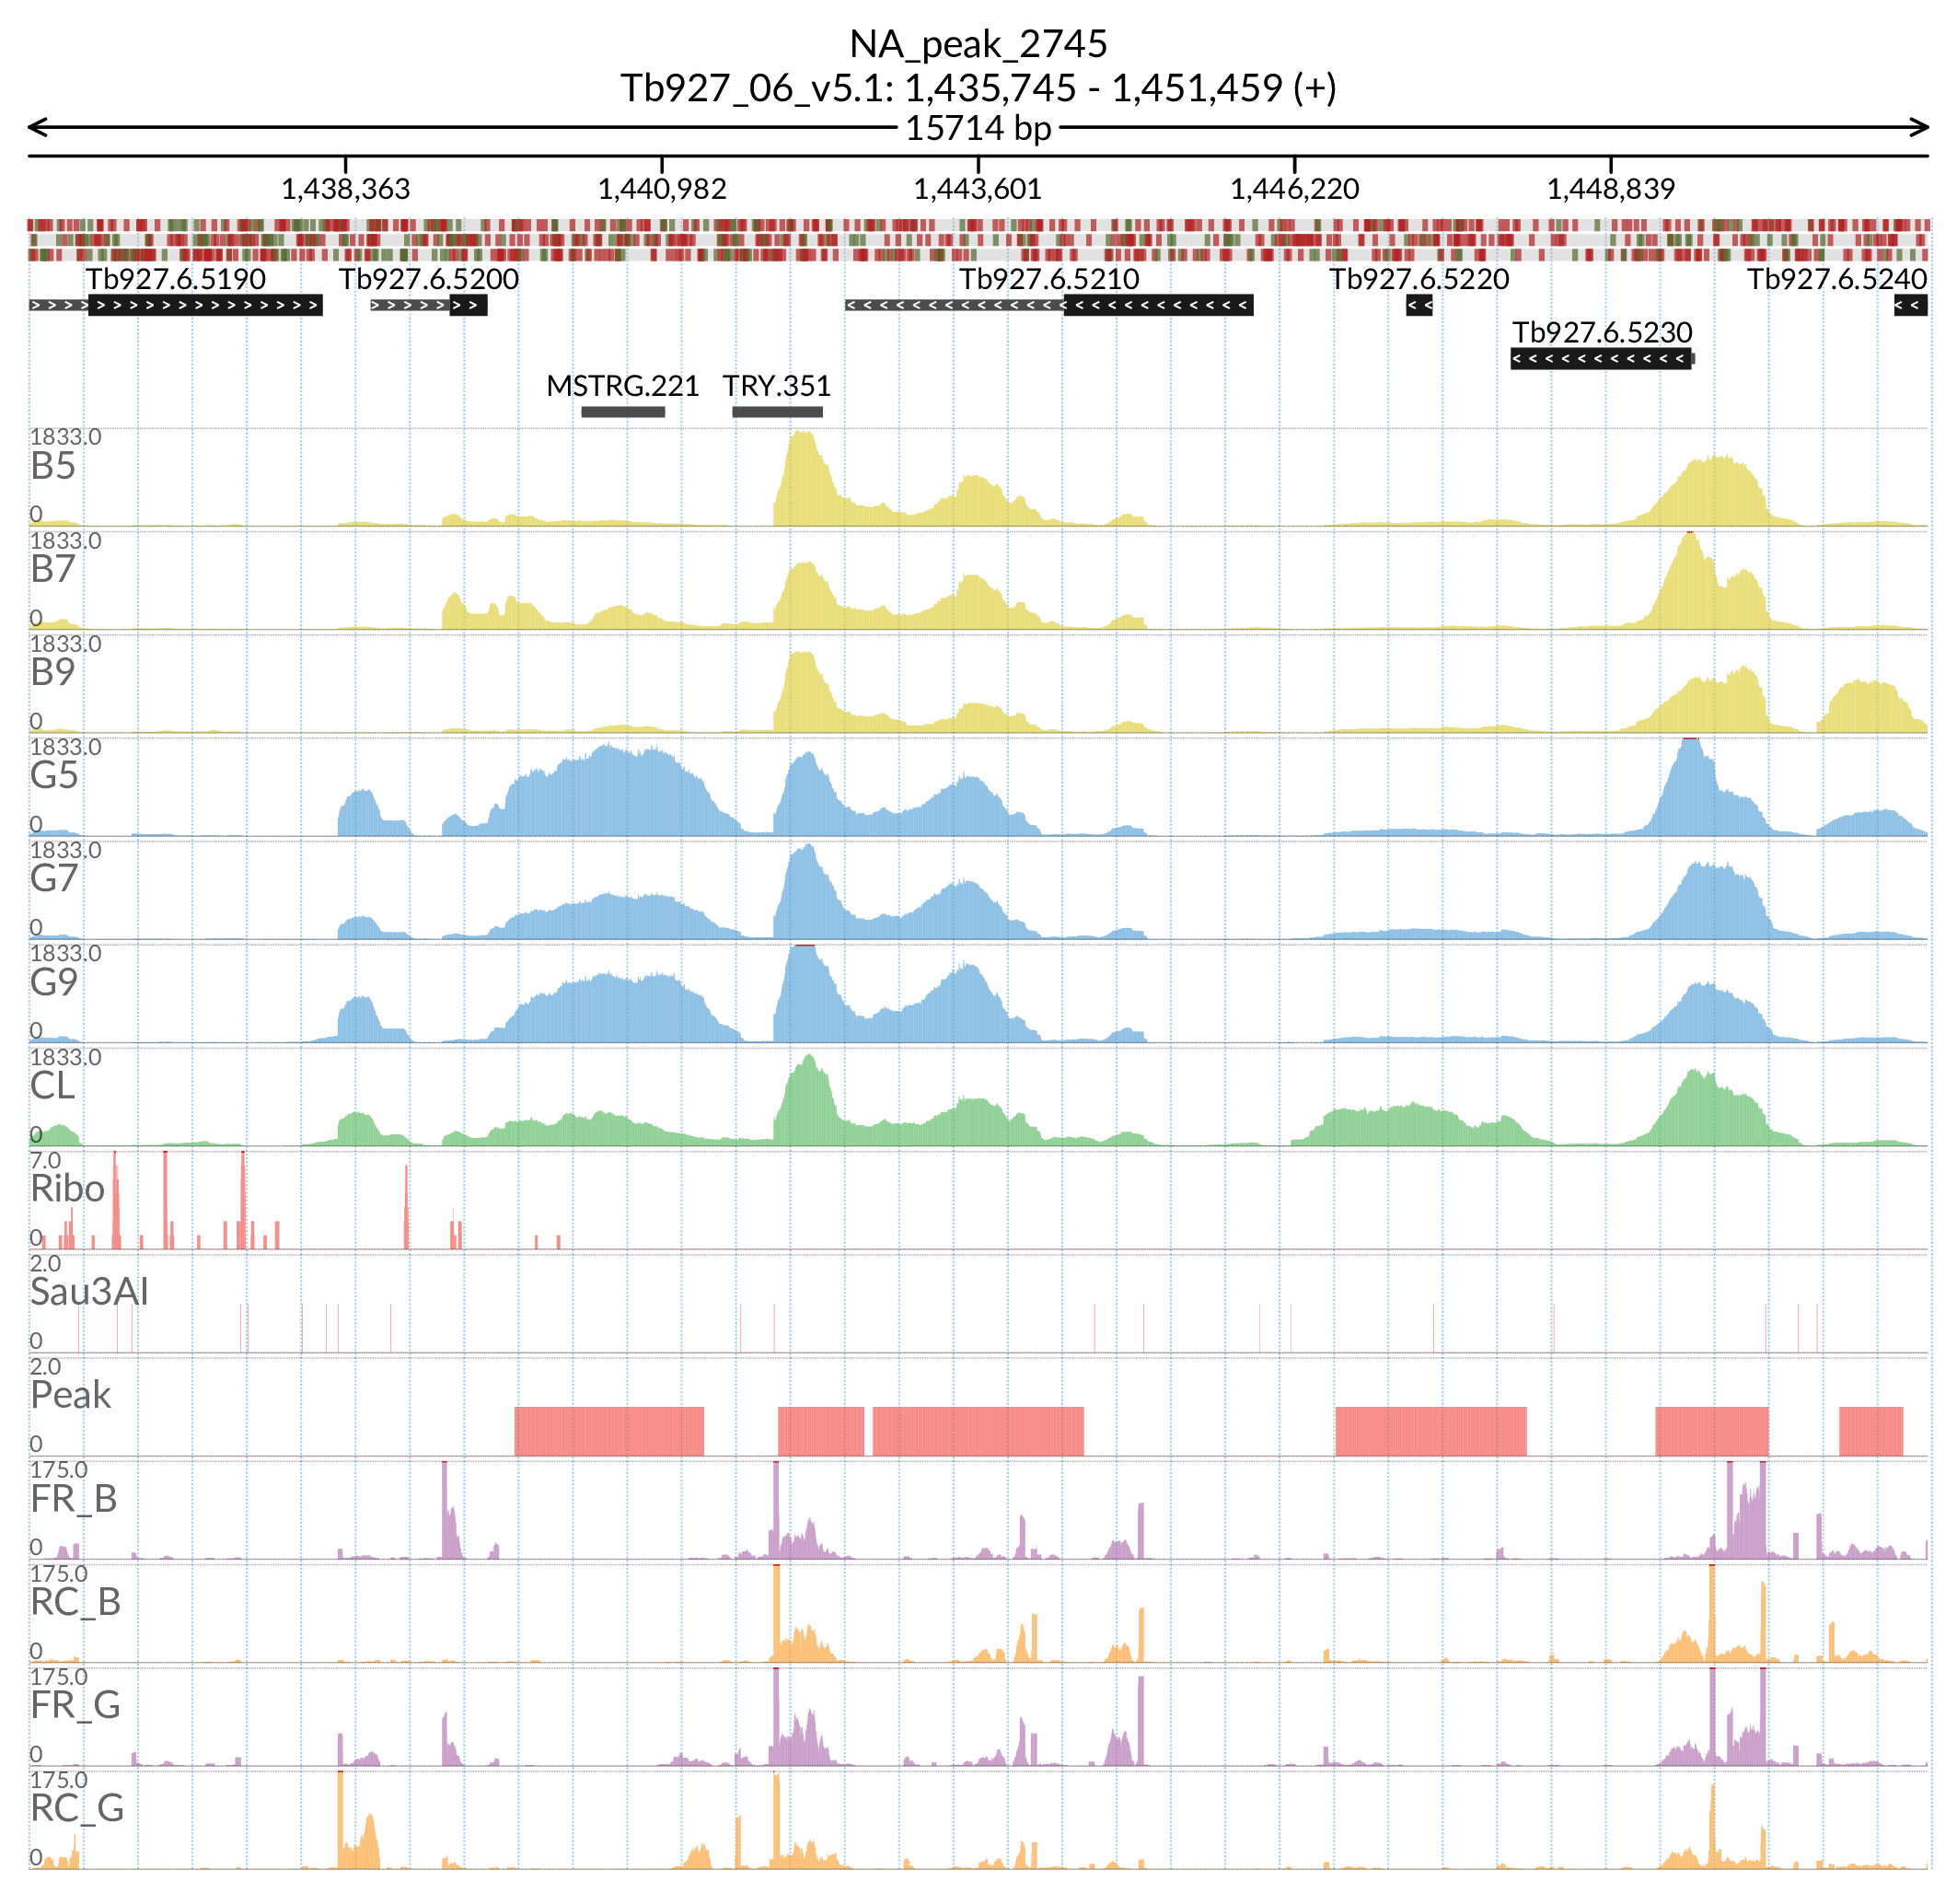 NA_peak_2745
Tb927_06_v5.1: 1,435,745 - 1,451,459 (+)
15714 bp
1,438,363 1,440,982 1,443,601 1,446,220 1,448,839
Tb927.6.5190 Tb927.6.5200 Tb927.6.5210 Tb927.6.5220 Tb927.6.5240
Tb927.6.5230
MSTRG.221 TRY.351
1833.0
B5
0
1833.0
B7
0
1833.0
B9
0
1833.0
G5
0
1833.0
G7
0
1833.0
G9
0
1833.0
CL
0
7.0
Ribo
0
2.0
Sau3AI
0
2.0
Peak
0
175.0
FR_B
0
175.0
RC_B
0
175.0
FR_G
0
175.0
RC_G
0